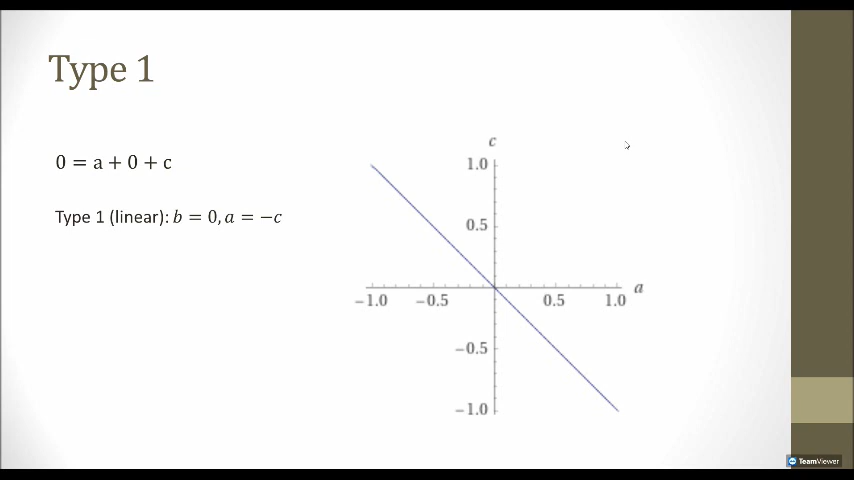 Type 1
0 = a + 0 + c
Type 1 (linear): b = 0, a = −c
c
1.0
0.5
a
−1.0 −0.5 0.5 1.0
−0.5
−1.0
TeamViewer